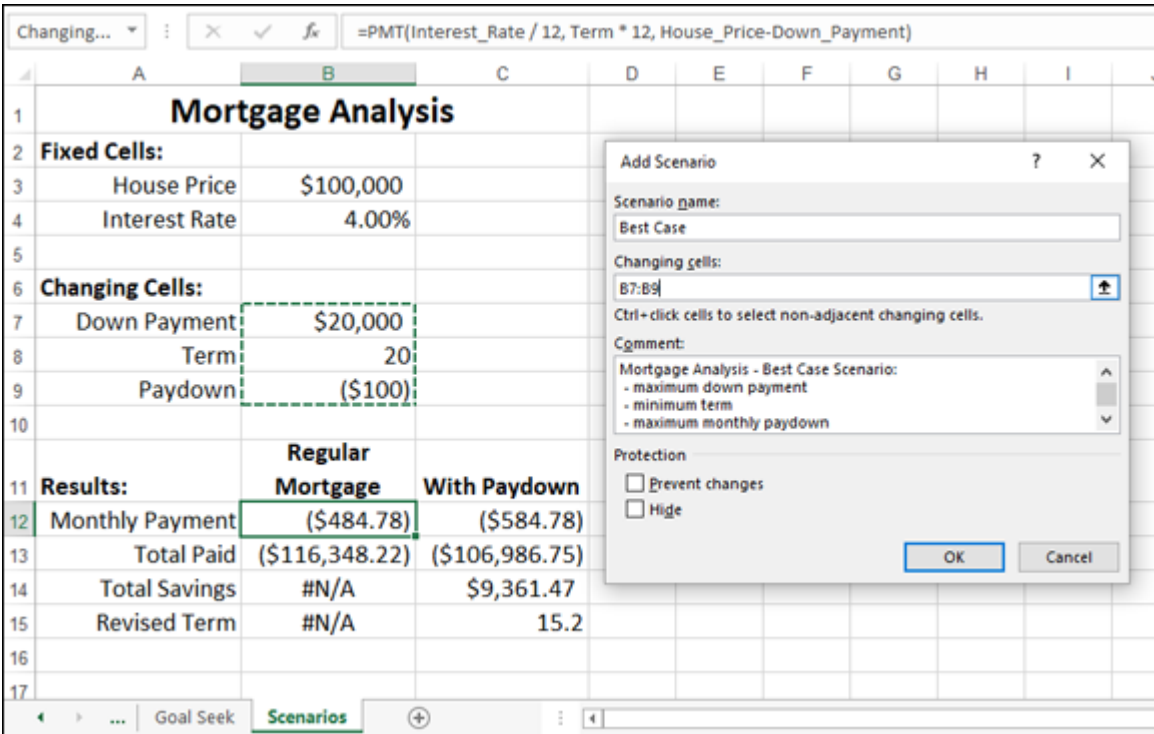 Changing... fx =PMT(Interest_Rate / 12, Term * 12, House_Price-Down_Payment)
A B C D E F G H I
1 Mortgage Analysis
2 Fixed Cells:
3 House Price $100,000
4 Interest Rate 4.00%
5
6 Changing Cells:
7 Down Payment $20,000
8 Term 20
9 Paydown ($100)
10
Regular
11 Results: Mortgage With Paydown
12 Monthly Payment ($484.78) ($584.78)
13 Total Paid ($116,348.22) ($106,986.75)
14 Total Savings #N/A $9,361.47
15 Revised Term #N/A 15.2
16
17
... Goal Seek Scenarios
Add Scenario ?
Scenario name:
Best Case
Changing cells:
B7:B9
Ctrl+click cells to select non-adjacent changing cells.
Comment:
Mortgage Analysis - Best Case Scenario:
- maximum down payment
- minimum term
- maximum monthly paydown
Protection
Prevent changes
Hide
OK Cancel